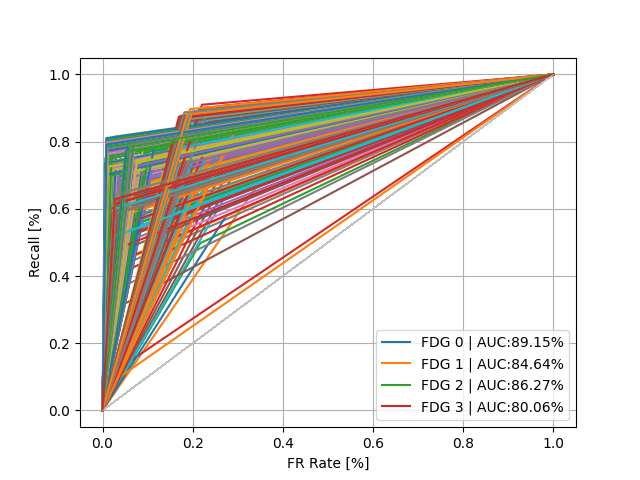 1.0
0.8
0.6
0.4
0.2
0.0
Recall [%]
FDG 0 | AUC:89.15%
FDG 1 | AUC:84.64%
FDG 2 | AUC:86.27%
FDG 3 | AUC:80.06%
0.0 0.2 0.4 0.6 0.8 1.0
FR Rate [%]